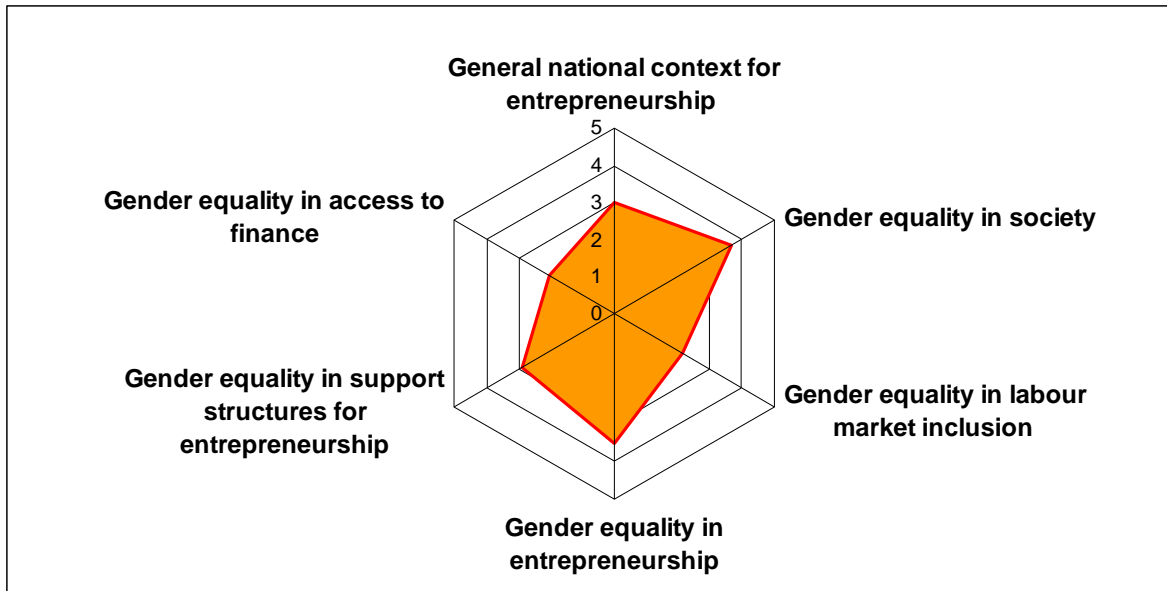 General national context for
entrepreneurship
5
4
3
2
1
0
Gender equality in access to
finance
Gender equality in society
Gender equality in support
structures for
entrepreneurship
Gender equality in labour
market inclusion
Gender equality in
entrepreneurship